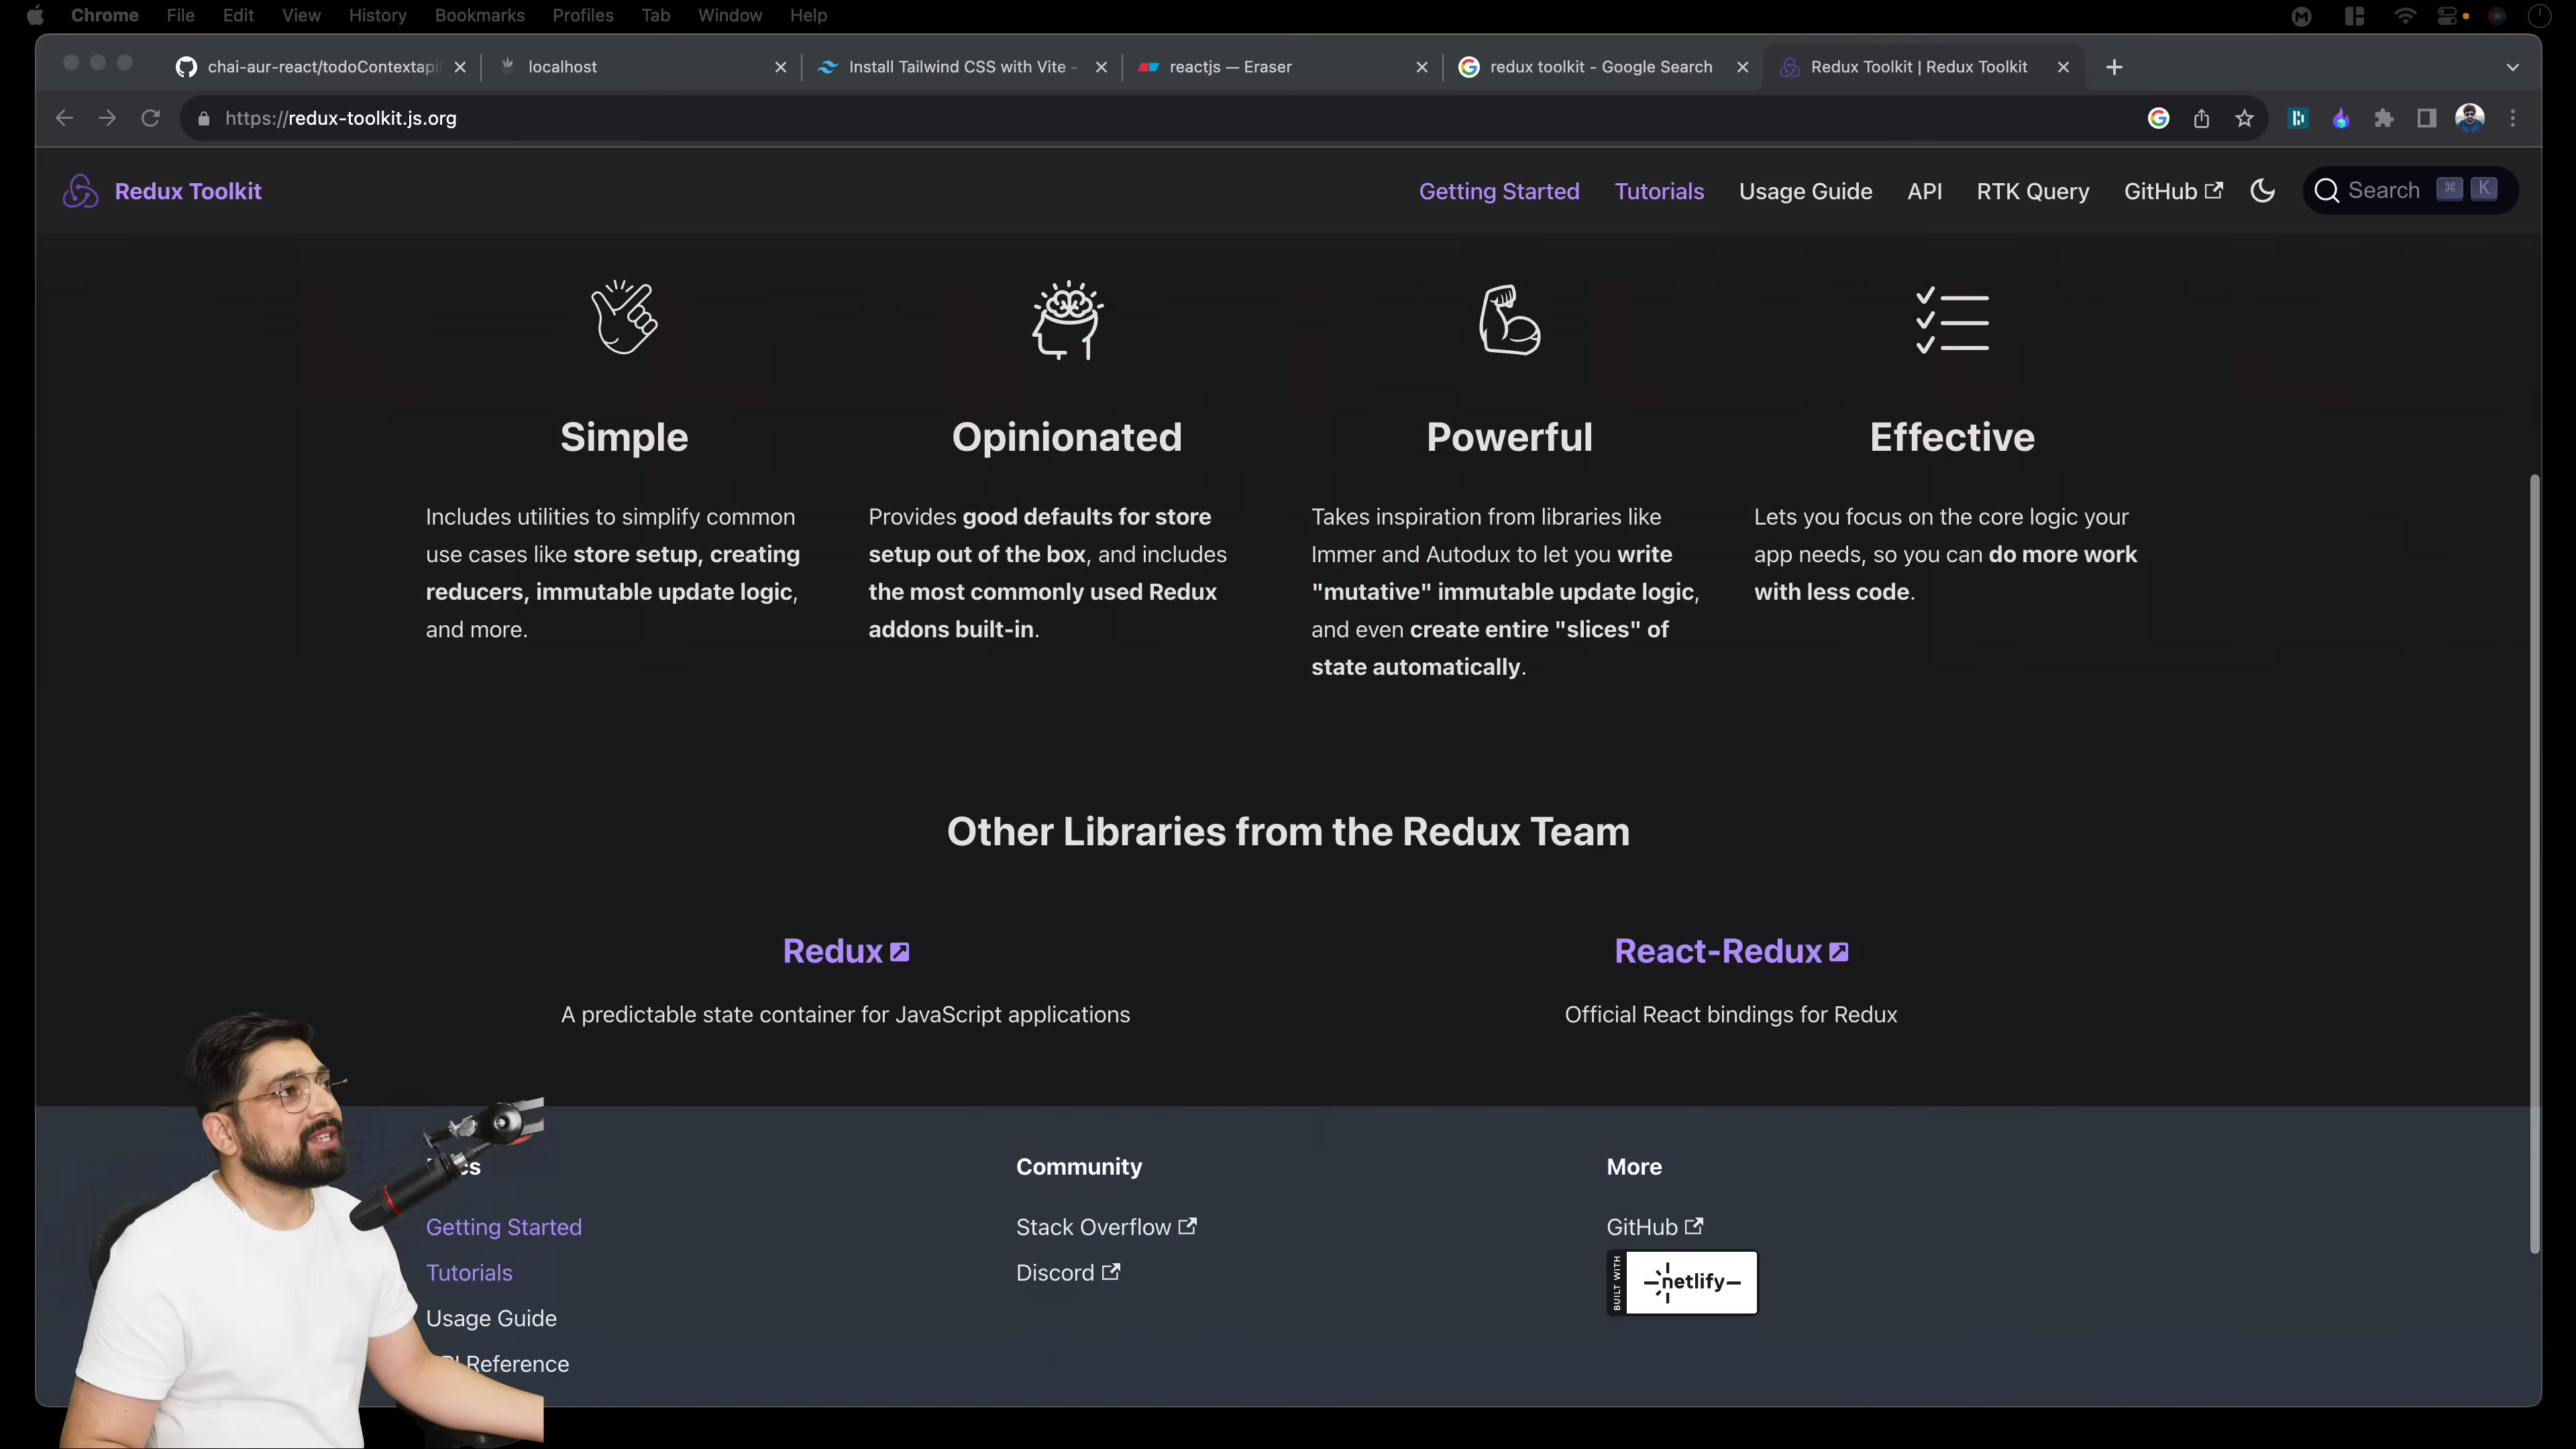 Chrome File Edit View History Bookmarks Profiles Tab Window Help
chai-aur-react/todoContextapi
localhost
Install Tailwind CSS with Vite -
reactjs — Eraser
redux toolkit - Google Search
Redux Toolkit | Redux Toolkit
https://redux-toolkit.js.org
Redux Toolkit
Getting Started Tutorials Usage Guide API RTK Query GitHub Search ⌘ K
Simple
Includes utilities to simplify common
use cases like store setup, creating
reducers, immutable update logic,
and more.
Opinionated
Provides good defaults for store
setup out of the box, and includes
the most commonly used Redux
addons built-in.
Powerful
Takes inspiration from libraries like
Immer and Autodux to let you write
"mutative" immutable update logic,
and even create entire "slices" of
state automatically.
Effective
Lets you focus on the core logic your
app needs, so you can do more work
with less code.
Other Libraries from the Redux Team
Redux
A predictable state container for JavaScript applications
React-Redux
Official React bindings for Redux
Getting Started
Tutorials
Usage Guide
Reference
Community
Stack Overflow
Discord
More
GitHub
BUILT WITH
netlify